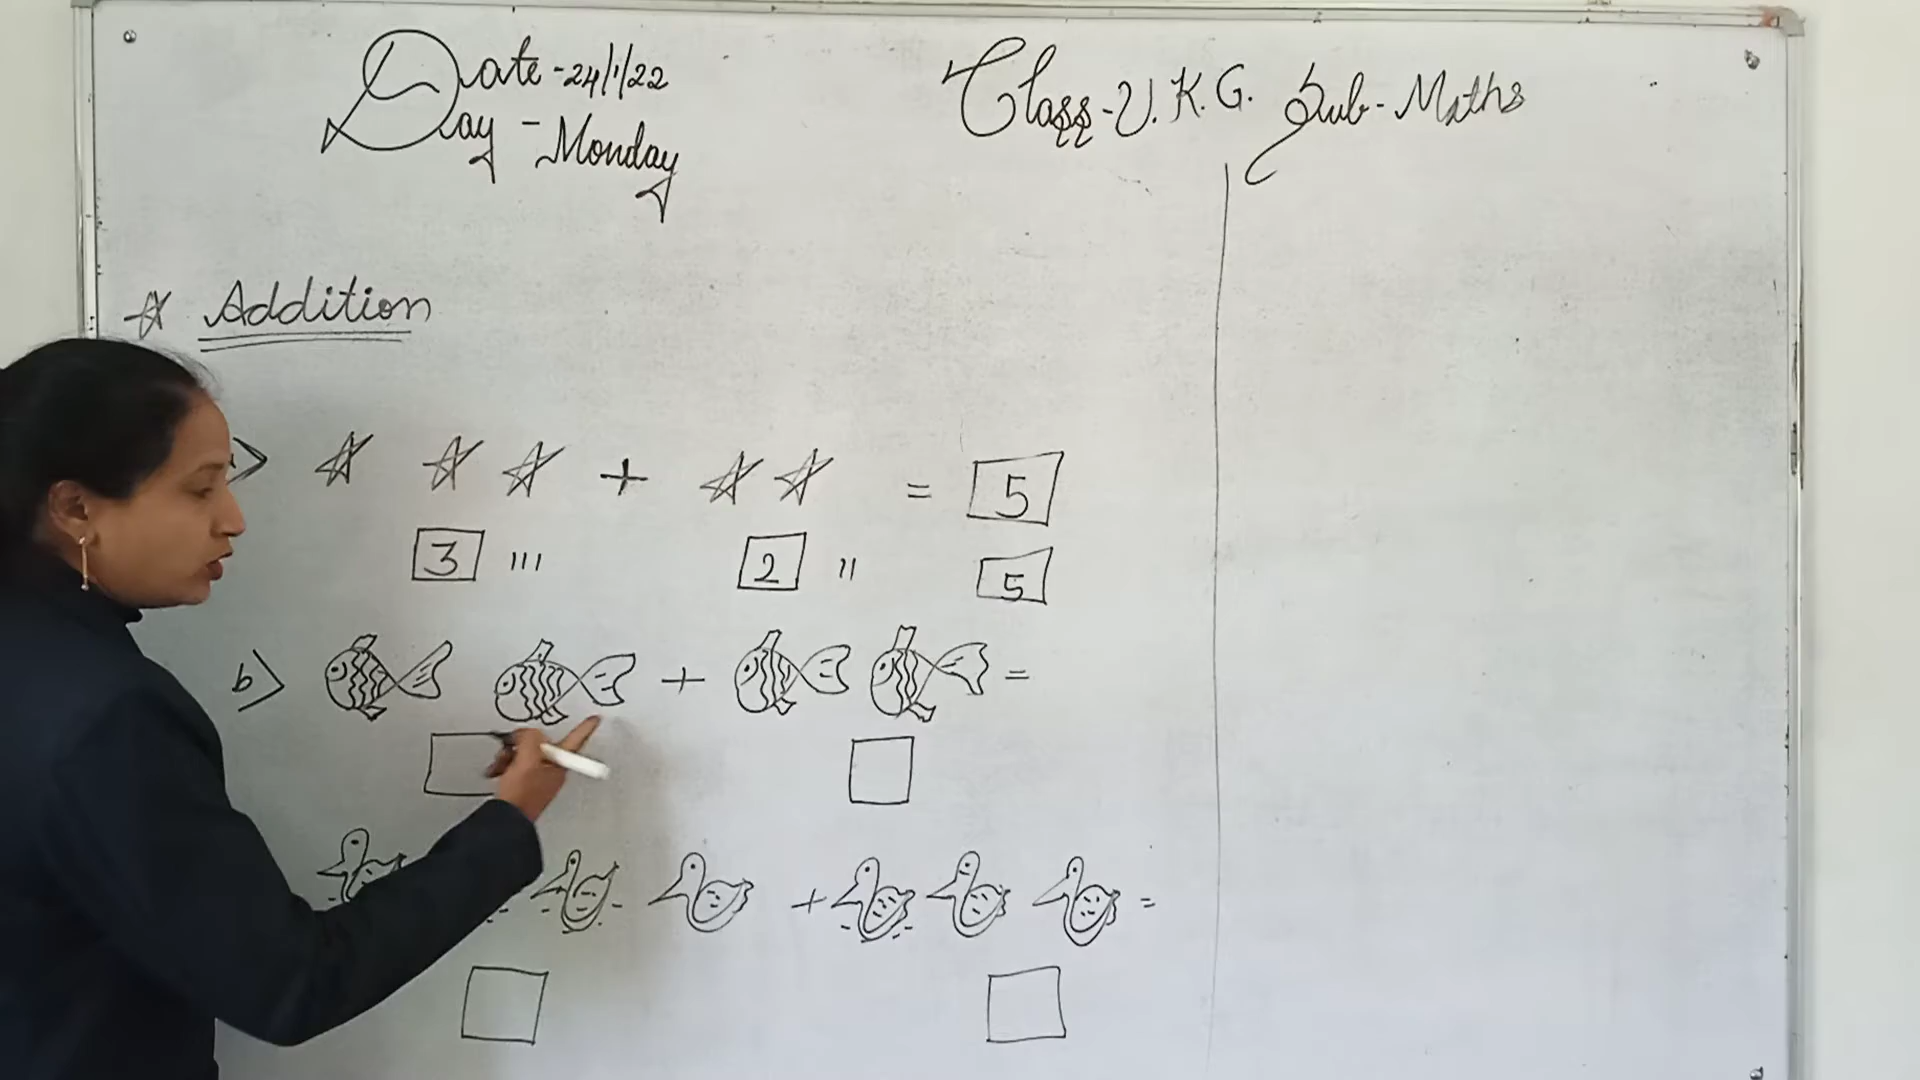 Date - 24/1/22
Day - Monday
Class - U.K.G. Sub - Maths
Addition
+ = 5
3 ''' 2 '' 5
b) + =
+ =